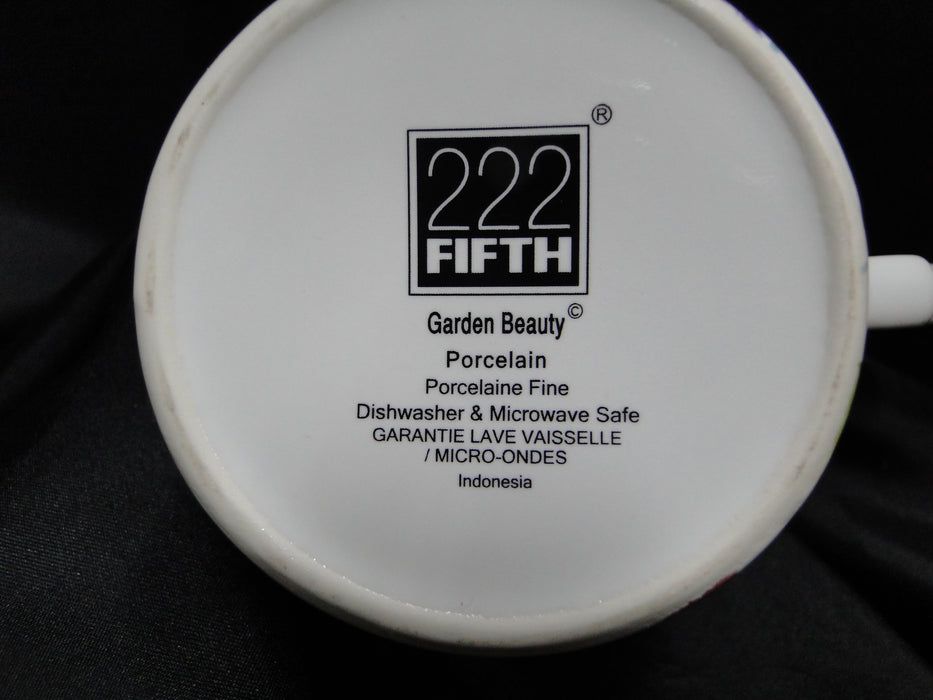 ®
222
FIFTH
Garden Beauty©
Porcelain
Porcelaine Fine
Dishwasher & Microwave Safe
GARANTIE LAVE VAISSELLE
/ MICRO-ONDES
Indonesia